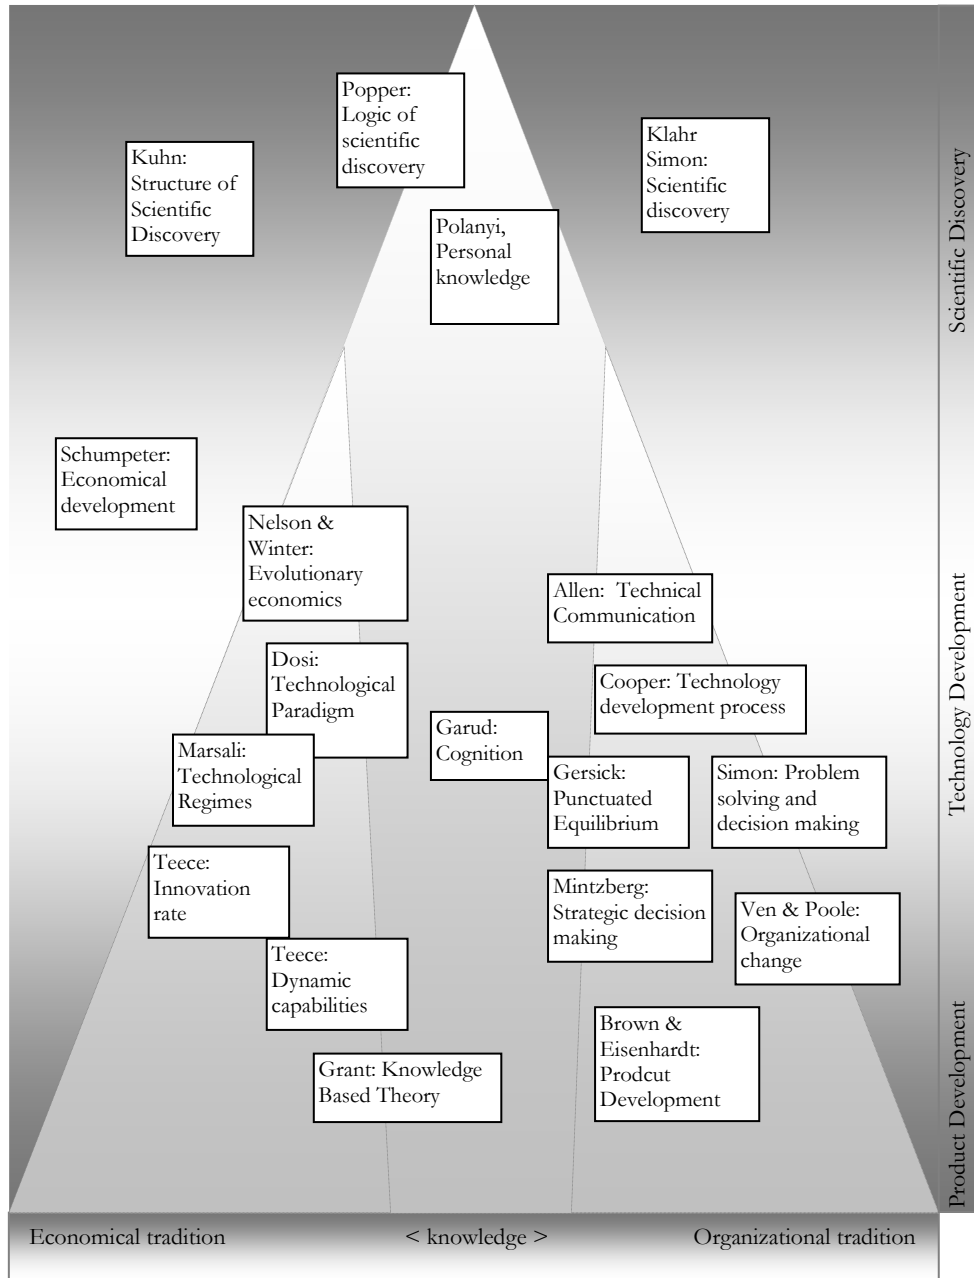 Popper:
Logic of
scientific
discovery
Klahr
Simon:
Scientific
discovery
Kuhn:
Structure of
Scientific
Discovery
Polanyi,
Personal
knowledge
Scientific Discovery
Schumpeter:
Economical
development
Nelson &
Winter:
Evolutionary
economics
Allen: Technical
Communication
Dosi:
Technological
Paradigm
Cooper: Technology
development process
Garud:
Cognition
Marsali:
Technological
Regimes
Gersick:
Punctuated
Equilibrium
Simon: Problem
solving and
decision making
Technology Development
Teece:
Innovation
rate
Mintzberg:
Strategic decision
making
Ven & Poole:
Organizational
change
Teece:
Dynamic
capabilities
Brown &
Eisenhardt:
Prodcut
Development
Grant: Knowledge
Based Theory
Product Development
Economical tradition
< knowledge >
Organizational tradition